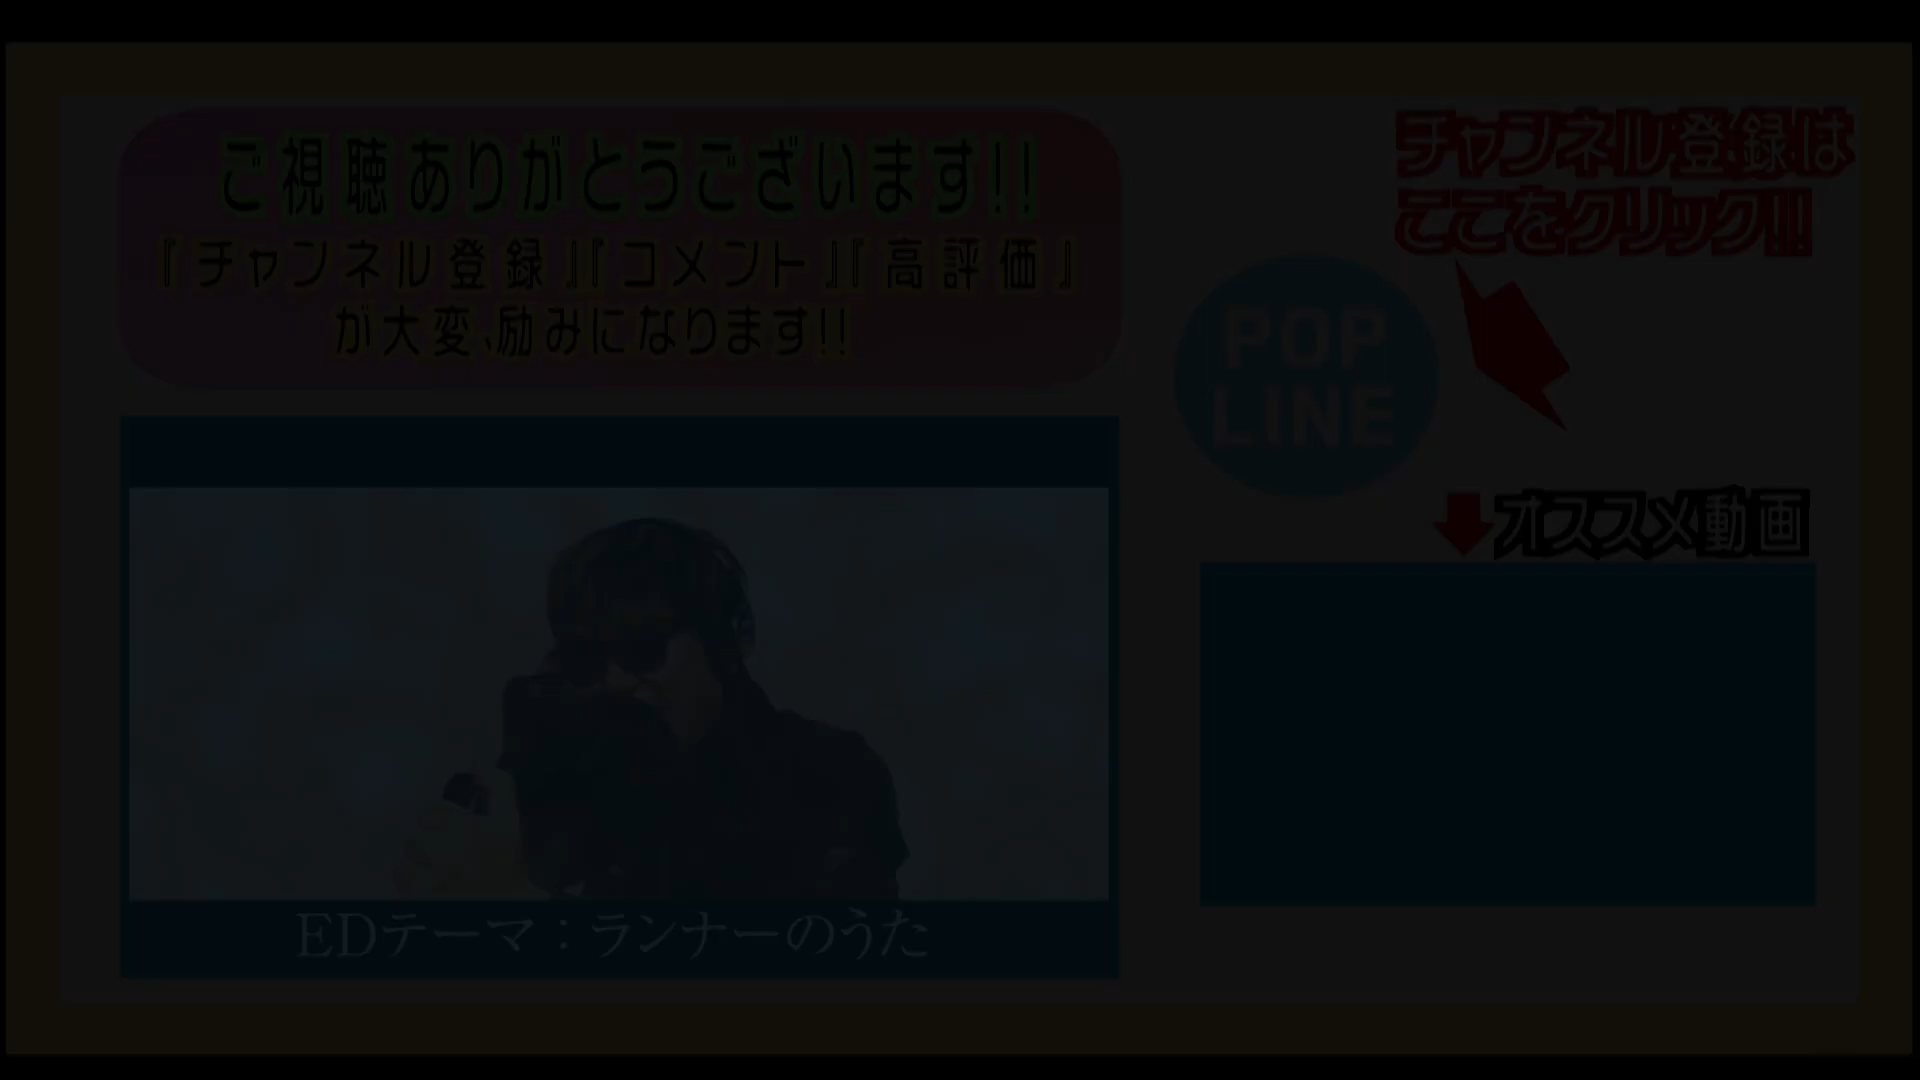 ご視聴ありがとうございます!!
『チャンネル登録』『コメント』『高評価』
が大変、励みになります!!
チャンネル登録は
ここをクリック!!
POP
LINE
オススメ動画
EDテーマ：ランナーのうた